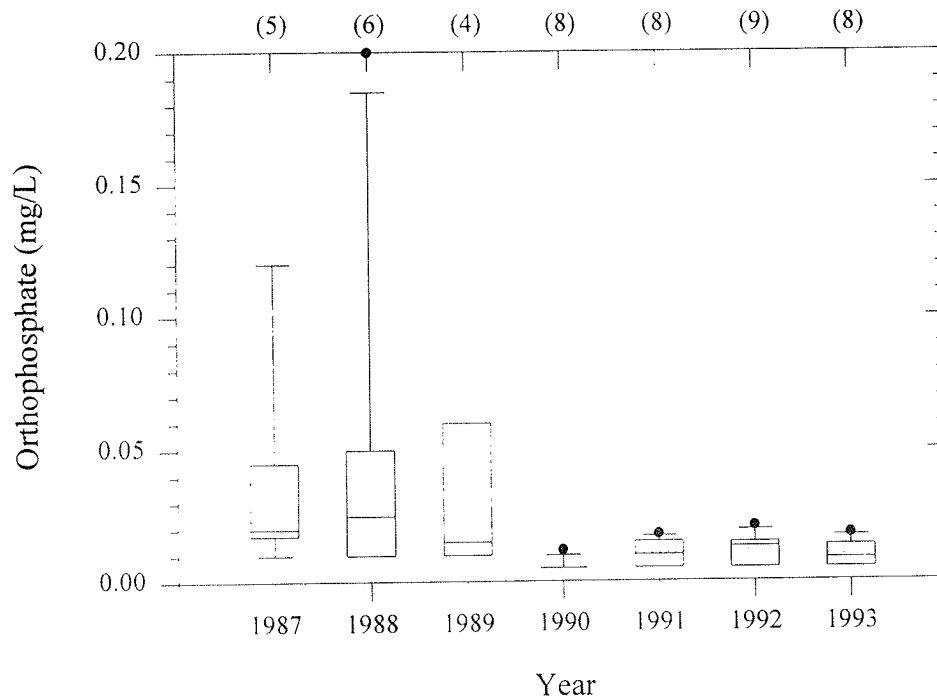 (5) (6) (4) (8) (8) (9) (8)
0.20
0.15
0.10
0.05
0.00
Orthophosphate (mg/L)
1987 1988 1989 1990 1991 1992 1993
Year